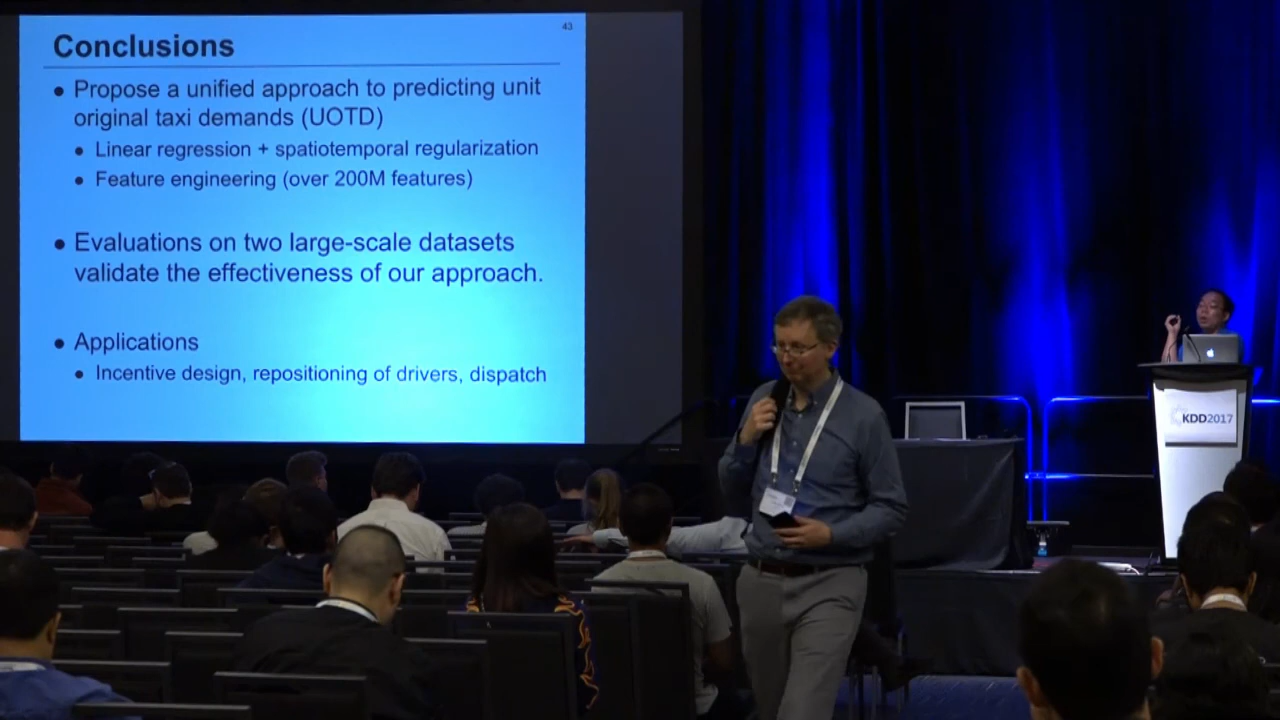 43
Conclusions
• Propose a unified approach to predicting unit
original taxi demands (UOTD)
• Linear regression + spatiotemporal regularization
• Feature engineering (over 200M features)
• Evaluations on two large-scale datasets
validate the effectiveness of our approach.
• Applications
• Incentive design, repositioning of drivers, dispatch
KDD2017